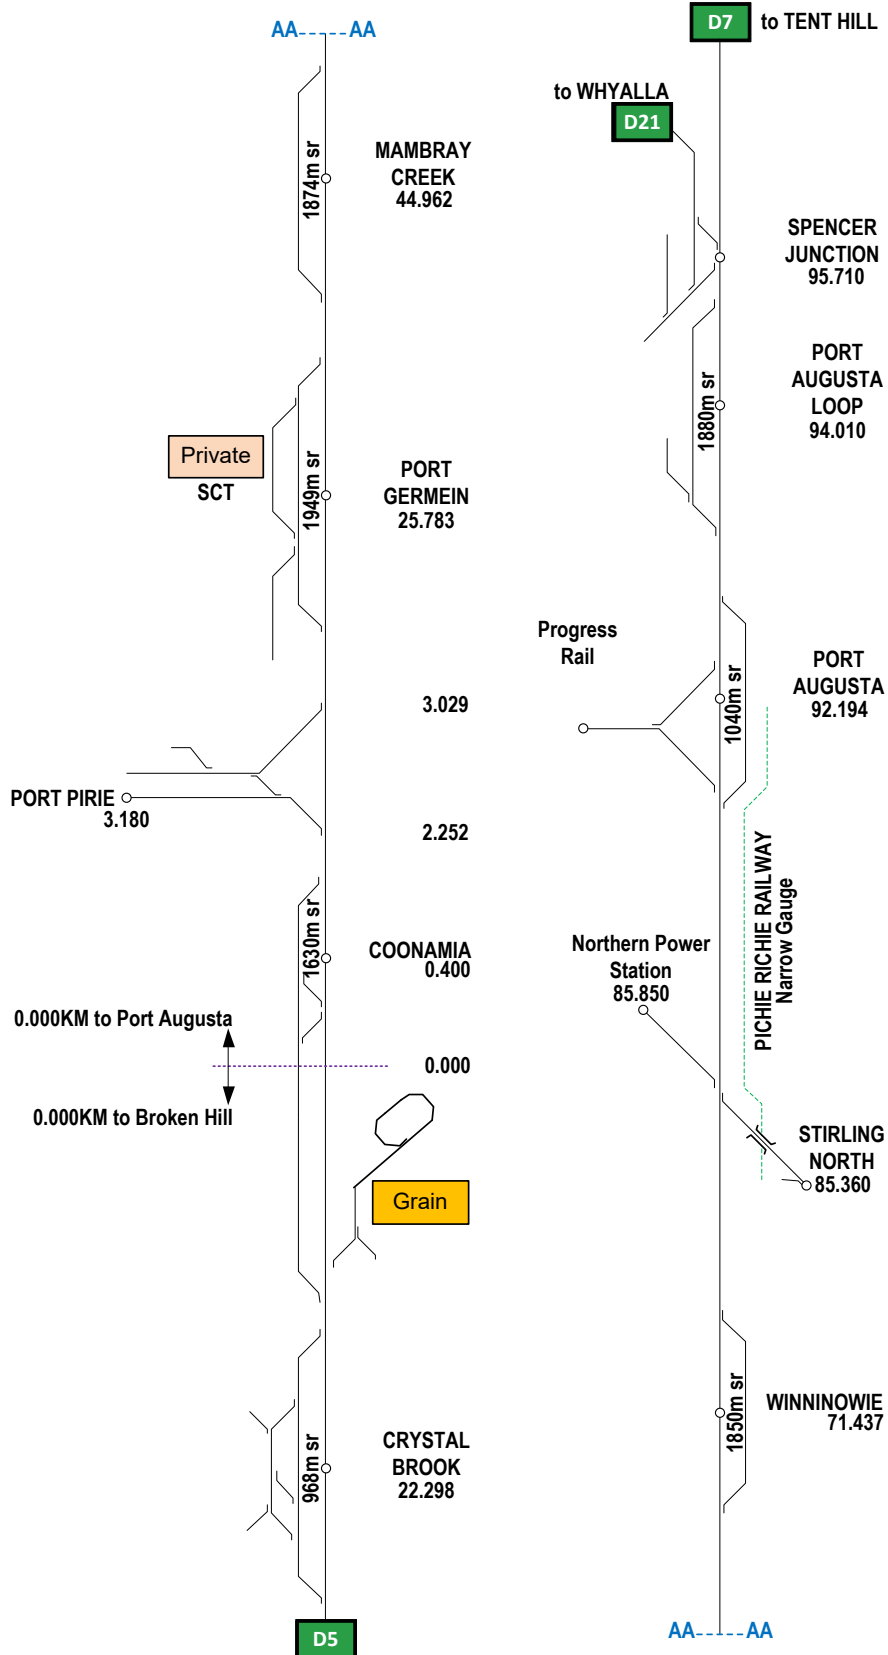 AA AA
1874m sr
MAMBRAY
CREEK
44.962
Private
SCT
1949m sr
PORT
GERMEIN
25.783
3.029
PORT PIRIE
3.180
2.252
1630m sr
COONAMIA
0.400
0.000KM to Port Augusta
0.000
0.000KM to Broken Hill
Grain
968m sr
CRYSTAL
BROOK
22.298
D5
D7 to TENT HILL
to WHYALLA
D21
SPENCER
JUNCTION
95.710
1880m sr
PORT
AUGUSTA
LOOP
94.010
Progress
Rail
1040m sr
PORT
AUGUSTA
92.194
PICHIE RICHIE RAILWAY
Narrow Gauge
Northern Power
Station
85.850
STIRLING
NORTH
85.360
1850m sr
WINNINOWIE
71.437
AA AA